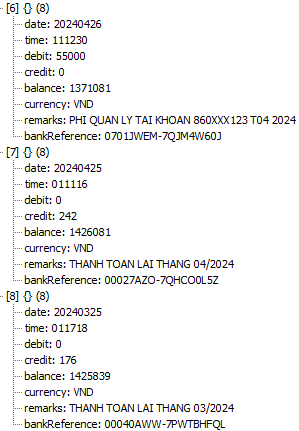 [6] {} (8)
date: 20240426
time: 111230
debit: 55000
credit: 0
balance: 1371081
currency: VND
remarks: PHI QUAN LY TAI KHOAN 860XXX123 T04 2024
bankReference: 0701JWEM-7QJM4W60J
[7] {} (8)
date: 20240425
time: 011116
debit: 0
credit: 242
balance: 1426081
currency: VND
remarks: THANH TOAN LAI THANG 04/2024
bankReference: 00027AZO-7QHCO0L5Z
[8] {} (8)
date: 20240325
time: 011718
debit: 0
credit: 176
balance: 1425839
currency: VND
remarks: THANH TOAN LAI THANG 03/2024
bankReference: 00040AWW-7PWTBHFQL